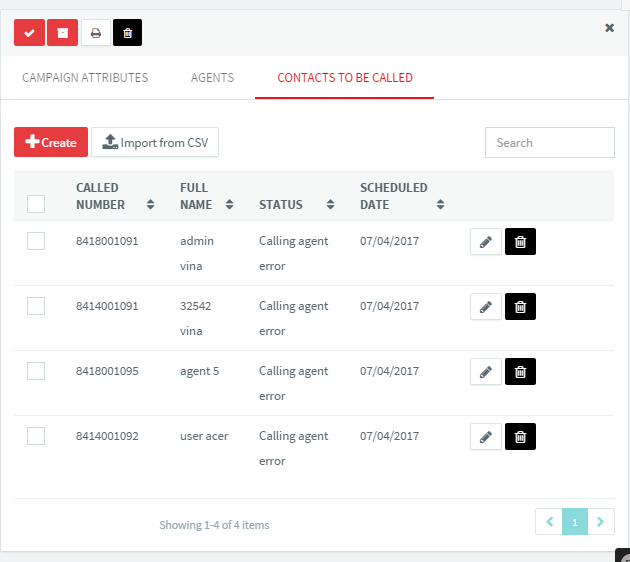 CAMPAIGN ATTRIBUTES AGENTS CONTACTS TO BE CALLED
Create Import from CSV Search
CALLED NUMBER FULL NAME STATUS SCHEDULED DATE
8418001091 admin vina Calling agent error 07/04/2017
8414001091 32542 vina Calling agent error 07/04/2017
8418001095 agent 5 Calling agent error 07/04/2017
8414001092 user acer Calling agent error 07/04/2017
Showing 1-4 of 4 items 1